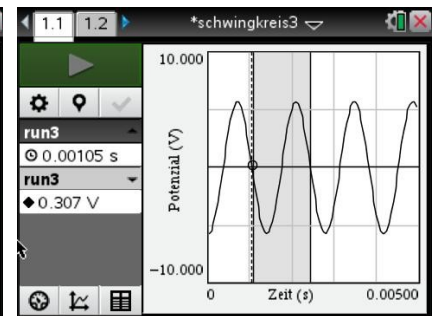 1.1 1.2 *schwingkreis3
run3
0.00105 s
run3
0.307 V
10.000
Potenzial (V)
-10.000
0 Zeit (s) 0.00500